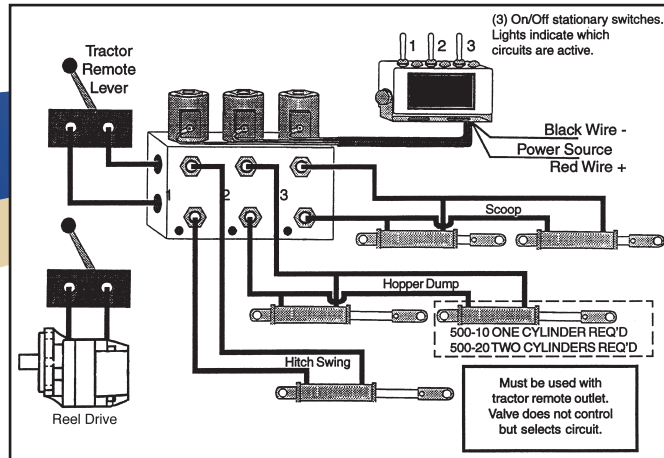 (3) On/Off stationary switches.
Lights indicate which
circuits are active.
1 2 3
Tractor
Remote
Lever
Black Wire -
Power Source
Red Wire +
1 2 3
Scoop
Hopper Dump
500-10 ONE CYLINDER REQ'D
500-20 TWO CYLINDERS REQ'D
Hitch Swing
Must be used with
tractor remote outlet.
Valve does not control
but selects circuit.
Reel Drive